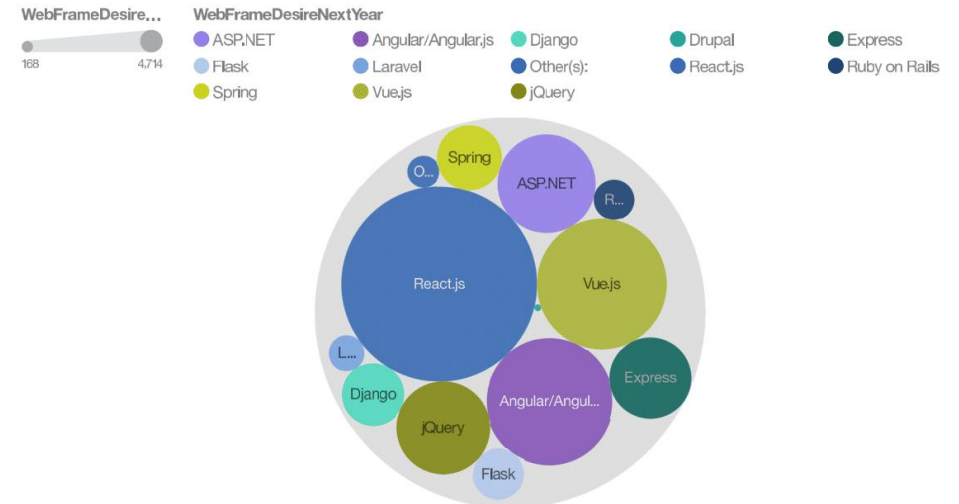 WebFrameDesire...
168 4,714
WebFrameDesireNextYear
ASP.NET Angular/Angular.js Django Drupal Express
Flask Laravel Other(s): React.js Ruby on Rails
Spring Vue.js jQuery
Spring
O...
ASP.NET
R...
React.js
Vue.js
L...
Django
Express
Angular/Angul...
jQuery
Flask